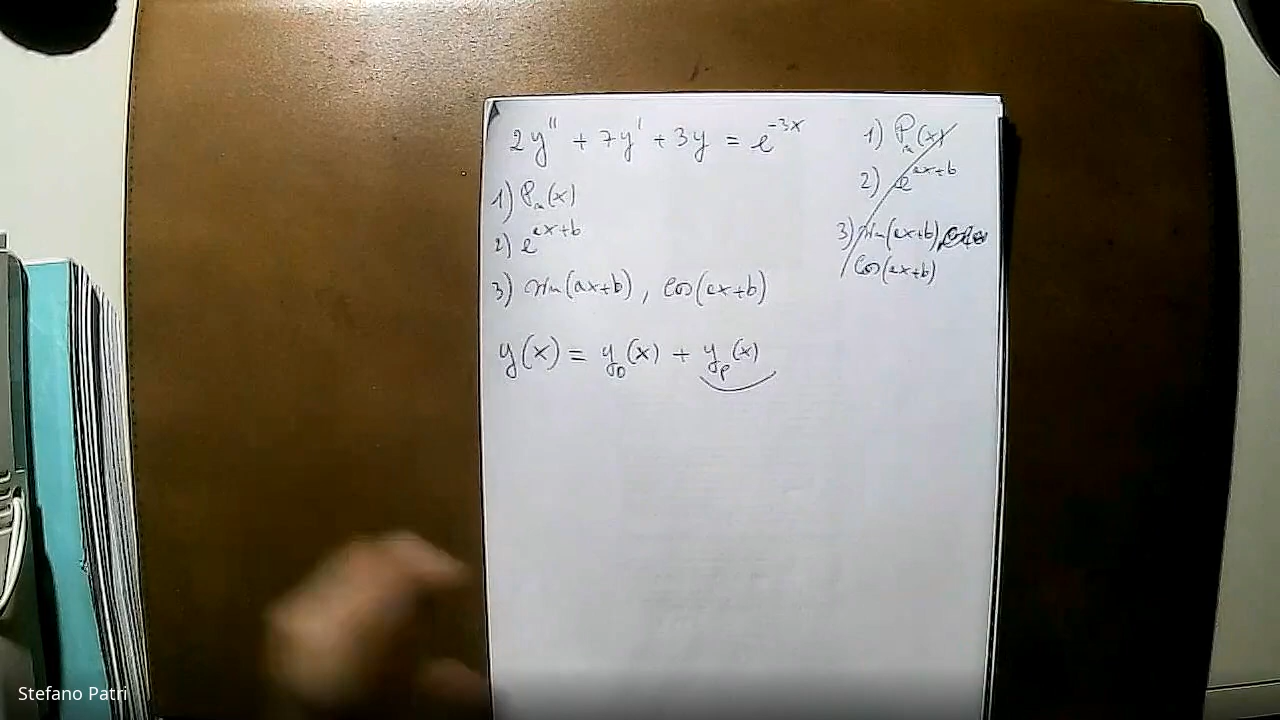 2y'' + 7y' + 3y = e^{-3x}
1) P_n(x)
2) e^{ax+b}
3) sin(ax+b), cos(ax+b)
y(x) = y_0(x) + y_p(x)
1) P_n(x)
2) e^{ax+b}
3) sin(ax+b),
cos(ax+b)
Stefano Patri